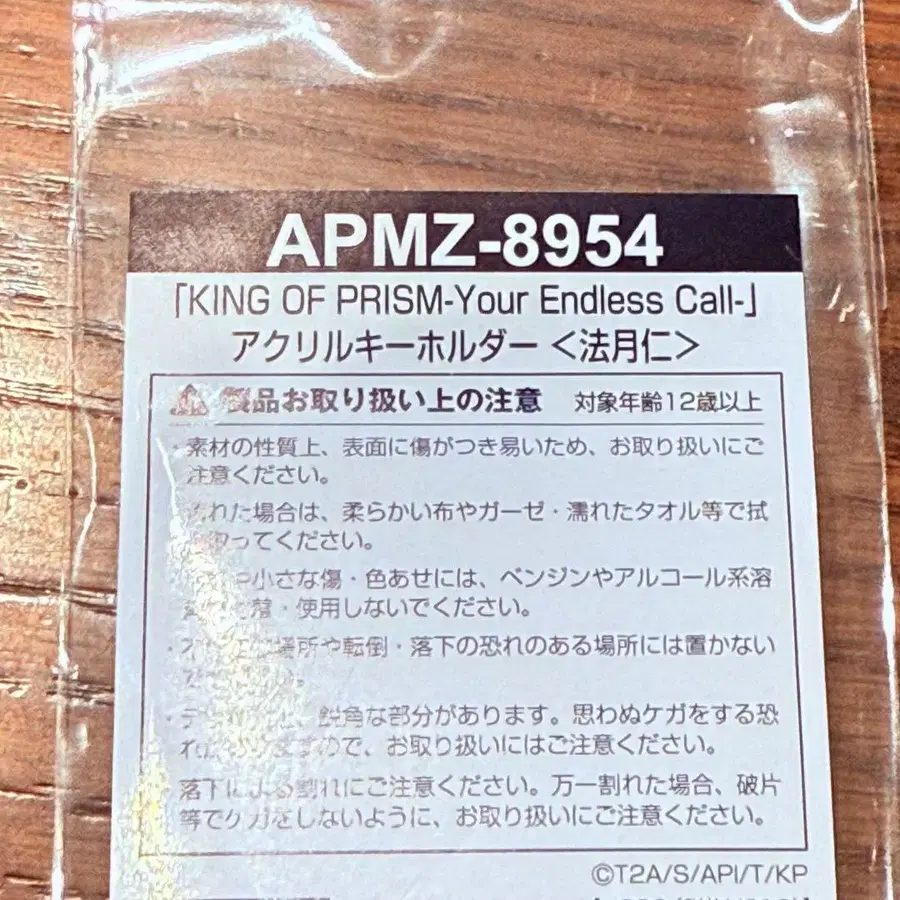 APMZ-8954
「KING OF PRISM-Your Endless Call-」
アクリルキーホルダー＜法月仁＞
製品お取り扱い上の注意 対象年齢12歳以上
・素材の性質上、表面に傷がつき易いため、お取り扱いにご
注意ください。
れた場合は、柔らかい布やガーゼ・濡れたタオル等で拭
取ってください。
や小さな傷・色あせには、ベンジンやアルコール系溶
・使用しないでください。
場所や転倒・落下の恐れのある場所には置かない
鋭角な部分があります。思わぬケガをする恐
ので、お取り扱いにはご注意ください。
落下による割れにご注意ください。万一割れた場合、破片
等でケガをしないように、お取り扱いにはご注意ください。
©T2A/S/API/T/KP